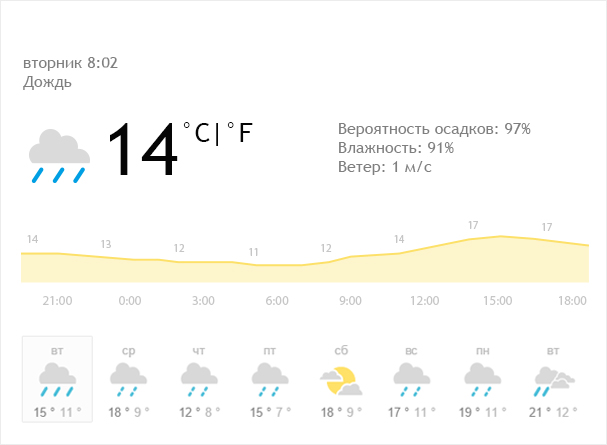 вторник 8:02
Дождь
14 °C|°F
Вероятность осадков: 97%
Влажность: 91%
Ветер: 1 м/с
14 13 12 11 12 14 17 17
21:00 0:00 3:00 6:00 9:00 12:00 15:00 18:00
вт ср чт пт сб вс пн вт
15 ° 11 ° 18 ° 9 ° 12 ° 8 ° 15 ° 7 ° 18 ° 9 ° 17 ° 11 ° 19 ° 11 ° 21 ° 12 °